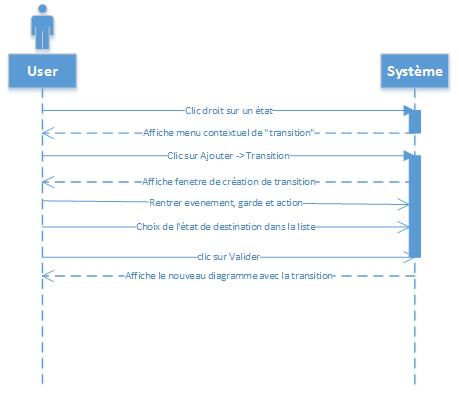 User
Système
Clic droit sur un état
Affiche menu contextuel de "transition"
Clic sur Ajouter -> Transition
Affiche fenetre de création de transition
Rentrer evenement, garde et action
Choix de l'état de destination dans la liste
clic sur Valider
Affiche le nouveau diagramme avec la transition